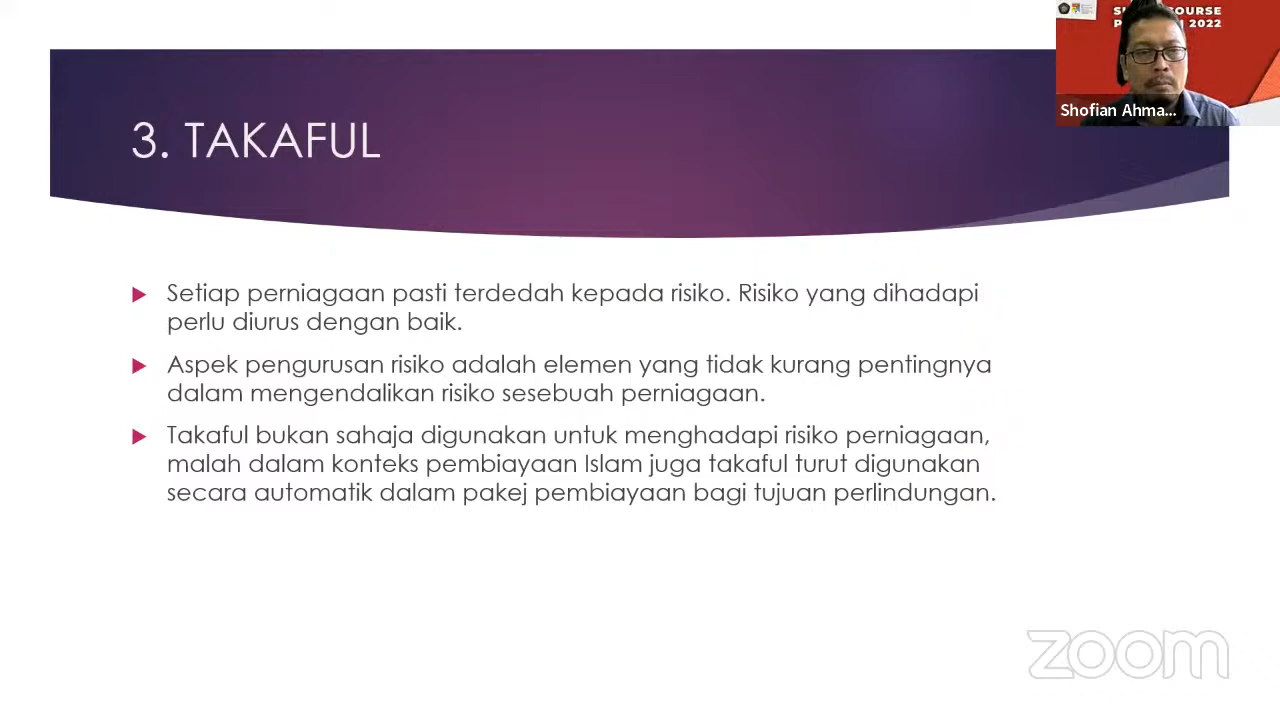 3. TAKAFUL
Setiap perniagaan pasti terdedah kepada risiko. Risiko yang dihadapi
perlu diurus dengan baik.
Aspek pengurusan risiko adalah elemen yang tidak kurang pentingnya
dalam mengendalikan risiko sesebuah perniagaan.
Takaful bukan sahaja digunakan untuk menghadapi risiko perniagaan,
malah dalam konteks pembiayaan Islam juga takaful turut digunakan
secara automatik dalam pakej pembiayaan bagi tujuan perlindungan.
COURSE
2022
Shofian Ahma...
zoom